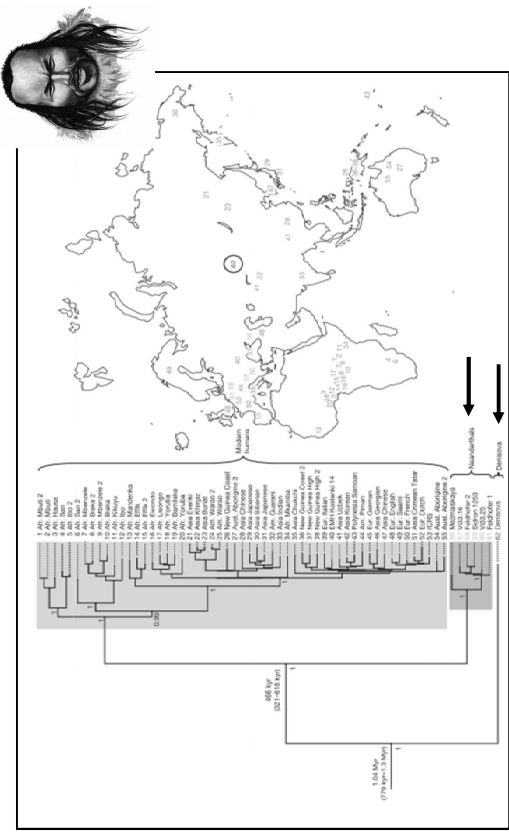 1 Afr. Mbuti 2
2 Afr. Mbuti
3 Afr. Hausa
4 Afr. San
5 Afr. Ibo 2
6 Afr. San 2
7 Afr. Mbenzele
8 Afr. Biaka 2
9 Afr. Mbenzele 2
10 Afr. Biaka
11 Afr. Kikuyu
12 Afr. Ibo
13 Afr. Mandenka
14 Afr. Effik
15 Afr. Effik 2
16 Afr. Ewondo
17 Afr. Lisongo
18 Afr. Yoruba
19 Afr. Bamileke
20 Afr. Yoruba
21 Asia Evenki
22 Asia Khirgiz
23 Asia Buriat
24 Am. Warao 2
25 Am. Warao
26 New Guinea Coast
27 Aust. Aborigine 3
28 Asia Chinese
29 Asia Japanese
30 Asia Siberian
31 Asia Japanese
32 Am. Guarani
33 Asia Indian
34 Afr. Mkamba
35 Asia Chukchi
36 New Guinea Coast 2
37 New Guinea High
38 New Guinea High 2
39 Eur. Italian
40 EMH Kostenki 14
41 Asia Uzbek
42 Asia Korean
43 Polynesia Samoan
44 Am. Piman
45 Eur. German
46 Asia Georgian
47 Asia Chinese
48 Eur. English
49 Eur. Saami
50 Eur. French
51 Asia Crimean Tatar
52 Eur. Dutch
53 rCRS
54 Aust. Aborigine
55 Aust. Aborigine 2
Mezmaiskaya
Vi33.16
Feldhofer 2
Sidron 1253
Vi33.25
Feldhofer 1
62 Denisova
Modern
humans
Neanderthals
Denisova
0.99
1
466 kyr
(321–618 kyr)
1
1.04 Myr
(779 kyr–1.3 Myr)
1